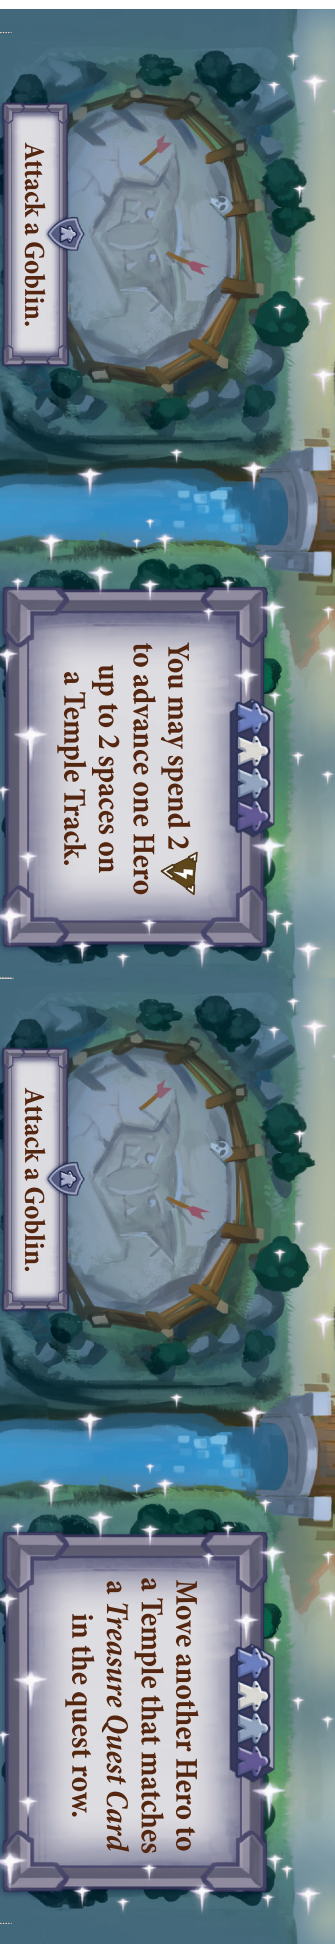 Attack a Goblin.
You may spend 2
to advance one Hero
up to 2 spaces on
a Temple Track.
Attack a Goblin.
Move another Hero to
a Temple that matches
a Treasure Quest Card
in the quest row.